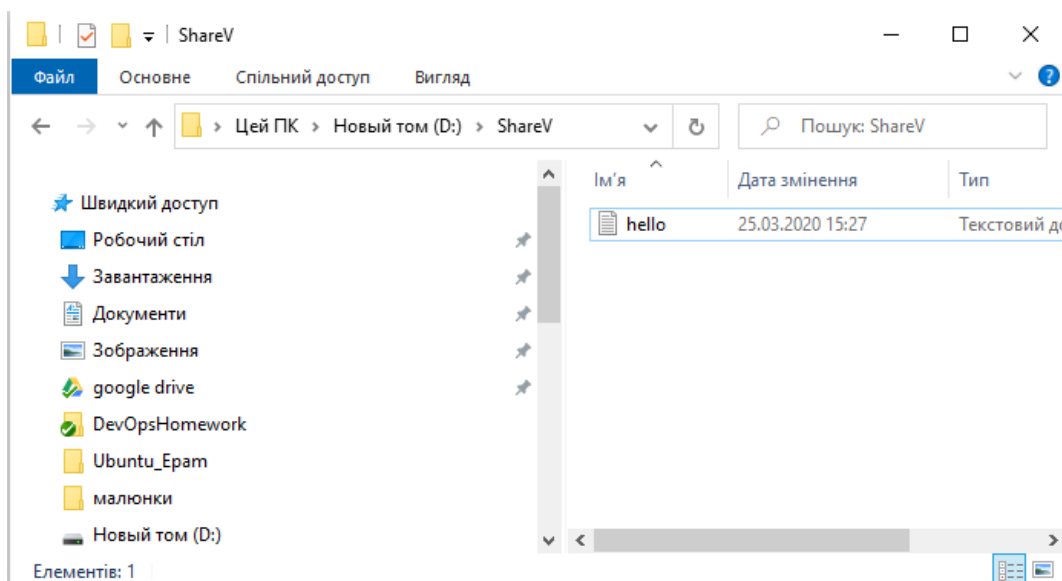 ShareV
Файл Основне Спільний доступ Вигляд
Цей ПК › Новый том (D:) › ShareV Пошук: ShareV
Ім'я Дата змінення Тип
hello 25.03.2020 15:27 Текстовий до
Швидкий доступ
Робочий стіл
Завантаження
Документи
Зображення
google drive
DevOpsHomework
Ubuntu_Epam
малюнки
Новый том (D:)
Елементів: 1